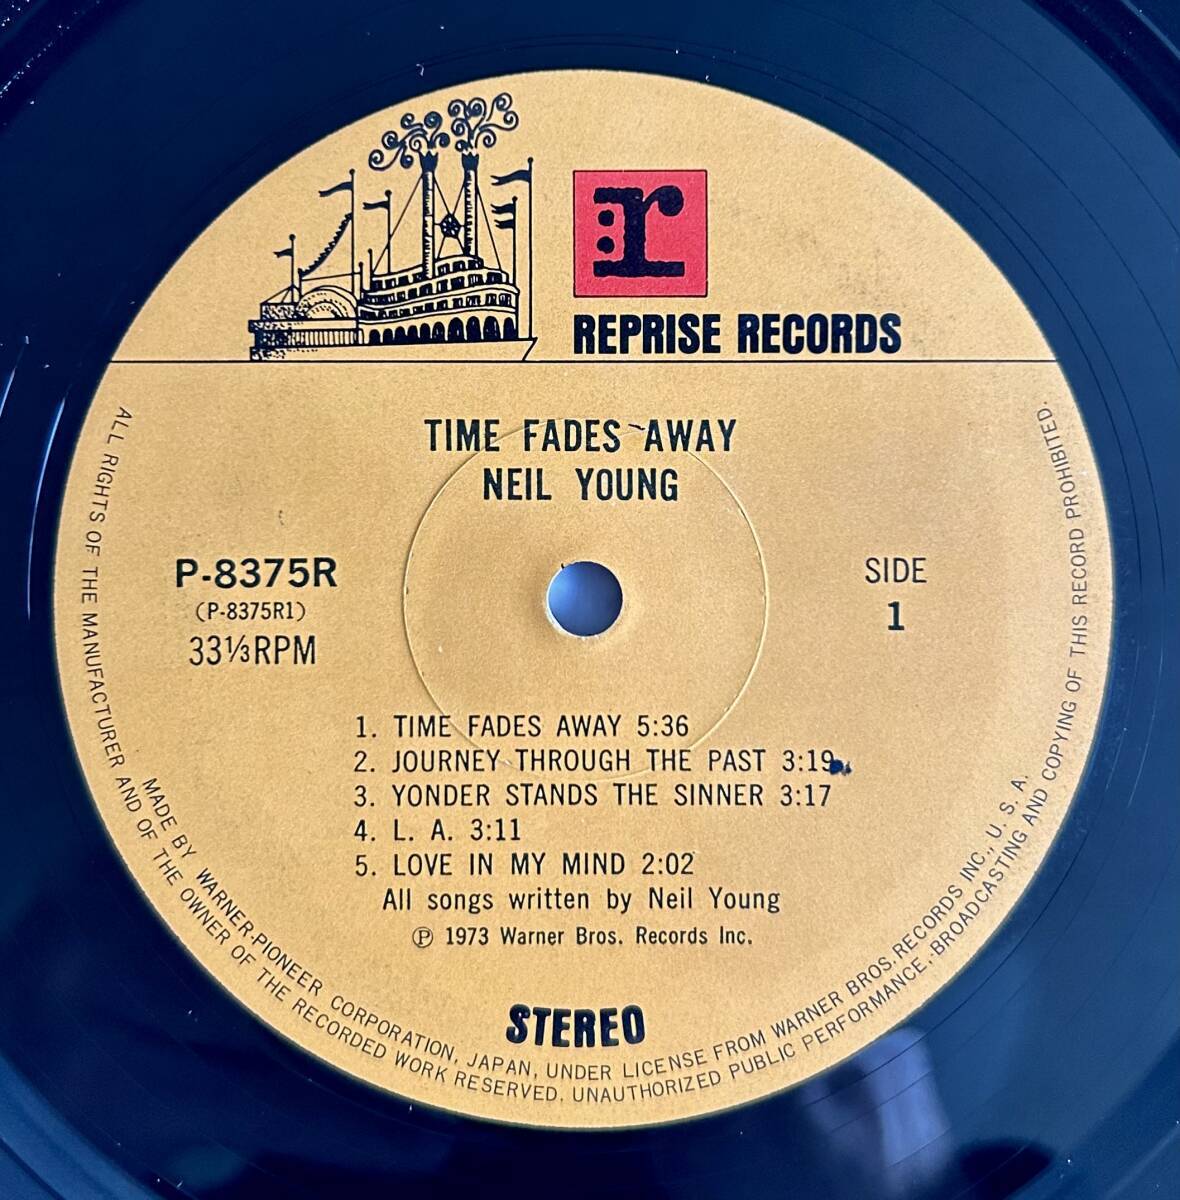 r
REPRISE RECORDS
TIME FADES AWAY
NEIL YOUNG
P-8375R
(P-8375R1)
33⅓RPM
SIDE
1
1. TIME FADES AWAY 5:36
2. JOURNEY THROUGH THE PAST 3:19
3. YONDER STANDS THE SINNER 3:17
4. L. A. 3:11
5. LOVE IN MY MIND 2:02
All songs written by Neil Young
℗ 1973 Warner Bros. Records Inc.
STEREO
MADE BY WARNER-PIONEER CORPORATION, JAPAN, UNDER LICENSE FROM WARNER BROS. RECORDS INC., U. S. A.
ALL RIGHTS OF THE MANUFACTURER AND OF THE OWNER OF THE RECORDED WORK RESERVED. UNAUTHORIZED PUBLIC PERFORMANCE, BROADCASTING AND COPYING OF THIS RECORD PROHIBITED.